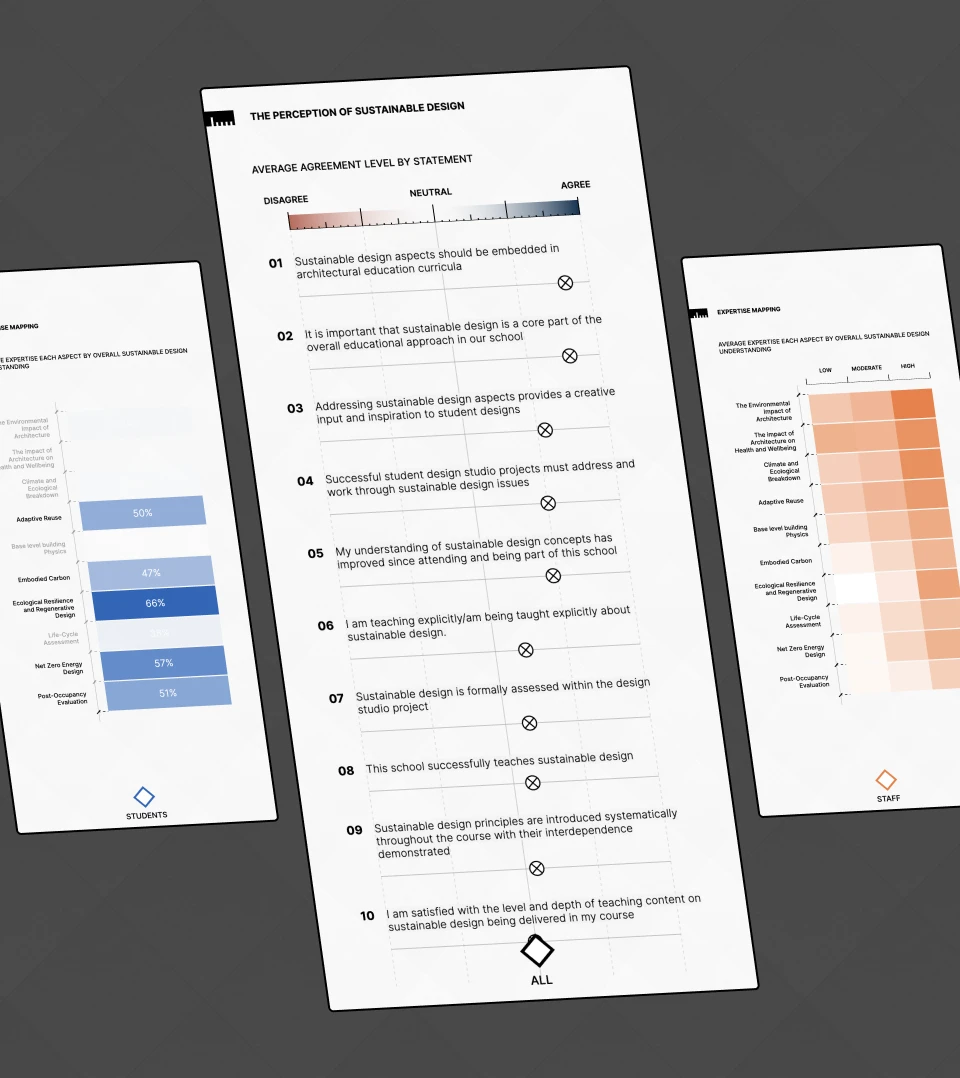 THE PERCEPTION OF SUSTAINABLE DESIGN
AVERAGE AGREEMENT LEVEL BY STATEMENT
DISAGREE NEUTRAL AGREE
01 Sustainable design aspects should be embedded in
architectural education curricula
02 It is important that sustainable design is a core part of the
overall educational approach in our school
03 Addressing sustainable design aspects provides a creative
input and inspiration to student designs
04 Successful student design studio projects must address and
work through sustainable design issues
05 My understanding of sustainable design concepts has
improved since attending and being part of this school
06 I am teaching explicitly/am being taught explicitly about
sustainable design.
07 Sustainable design is formally assessed within the design
studio project
08 This school successfully teaches sustainable design
09 Sustainable design principles are introduced systematically
throughout the course with their interdependence
demonstrated
10 I am satisfied with the level and depth of teaching content on
sustainable design being delivered in my course
ALL
MAPPING
EXPERTISE EACH ASPECT BY OVERALL SUSTAINABLE DESIGN
Environmental
Impact of
Architecture
The Impact of
Architecture on
and Wellbeing
Climate and
Ecological
Breakdown
Adaptive Reuse 50%
Base level building
Physics
Embodied Carbon 47%
Ecological Resilience
and Regenerative
Design
66%
Life-Cycle
Assessment
Net Zero Energy
Design
57%
Post-Occupancy
Evaluation
51%
STUDENTS
EXPERTISE MAPPING
AVERAGE EXPERTISE EACH ASPECT BY OVERALL SUSTAINABLE DESIGN
UNDERSTANDING
LOW MODERATE HIGH
The Environmental
Impact of
Architecture
The Impact of
Architecture on
Health and Wellbeing
Climate and
Ecological
Breakdown
Adaptive Reuse
Base level building
Physics
Embodied Carbon
Ecological Resilience
and Regenerative
Design
Life-Cycle
Assessment
Net Zero Energy
Design
Post-Occupancy
Evaluation
STAFF